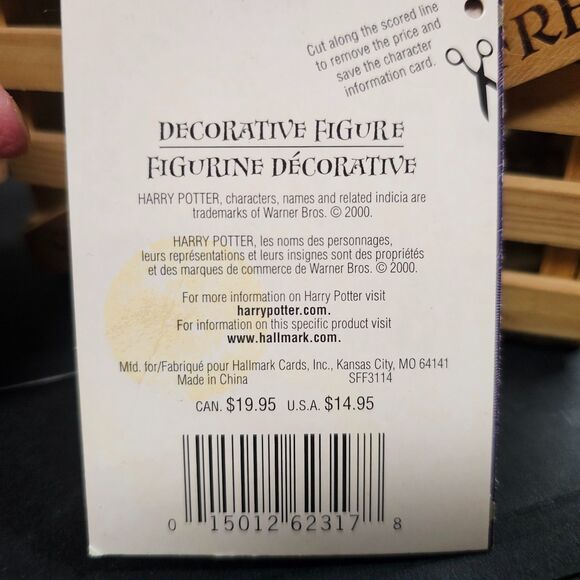 Cut along the scored line
to remove the price and
save the character
information card.
DECORATIVE FIGURE
FIGURINE DÉCORATIVE
HARRY POTTER, characters, names and related indicia are
trademarks of Warner Bros. © 2000.
HARRY POTTER, les noms des personnages,
leurs représentations et leurs insignes sont des propriétés
et des marques de commerce de Warner Bros. © 2000.
For more information on Harry Potter visit
harrypotter.com.
For information on this specific product visit
www.hallmark.com.
Mfd. for/Fabriqué pour Hallmark Cards, Inc., Kansas City, MO 64141
Made in China SFF3114
CAN. $19.95 U.S.A. $14.95
0 15012 62317 8